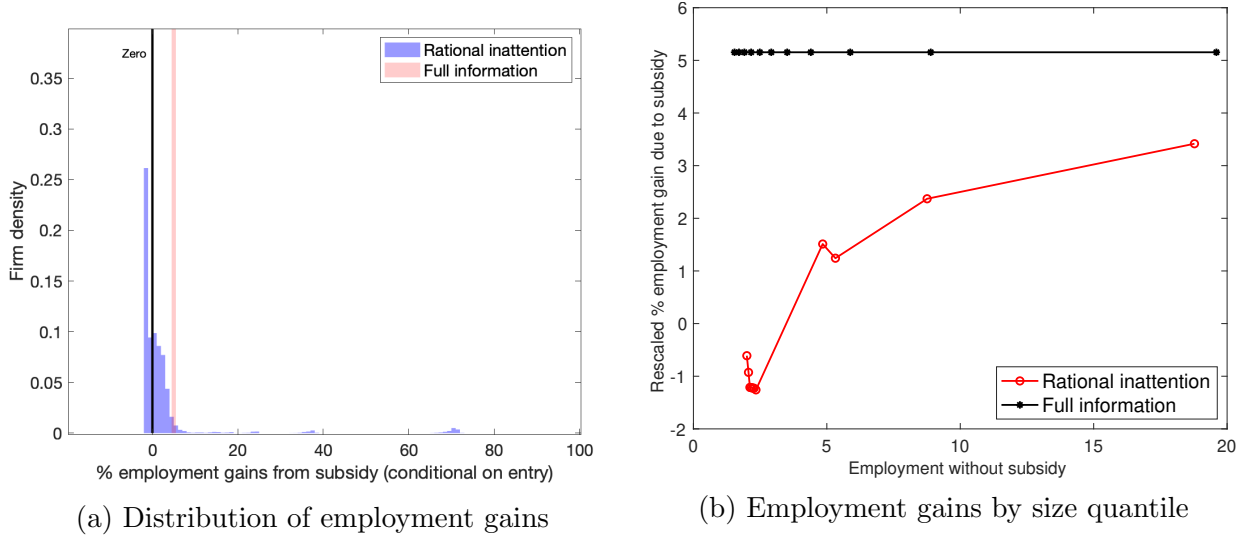 Zero
Rational inattention
Full information
0.35
0.3
0.25
0.2
0.15
0.1
0.05
0
Firm density
0 20 40 60 80 100
% employment gains from subsidy (conditional on entry)
(a) Distribution of employment gains
6
5
4
3
2
1
0
-1
-2
Rescaled % employment gain due to subsidy
Rational inattention
Full information
0 5 10 15 20
Employment without subsidy
(b) Employment gains by size quantile